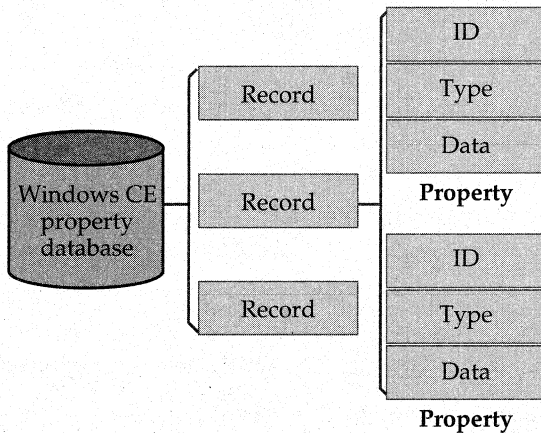 Windows CE
property
database
Record
Record
Record
ID
Type
Data
Property
ID
Type
Data
Property